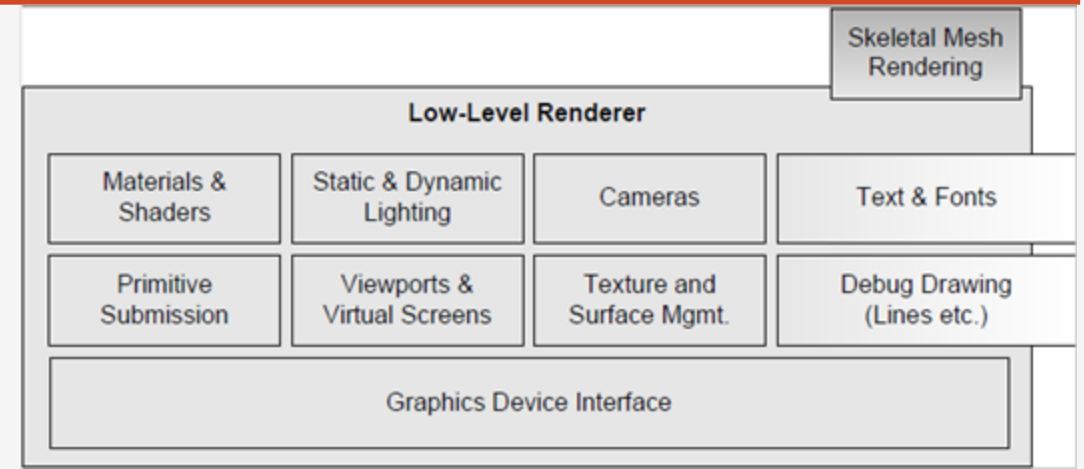 Skeletal Mesh
Rendering
Low-Level Renderer
Materials &
Shaders
Static & Dynamic
Lighting
Cameras
Text & Fonts
Primitive
Submission
Viewports &
Virtual Screens
Texture and
Surface Mgmt.
Debug Drawing
(Lines etc.)
Graphics Device Interface